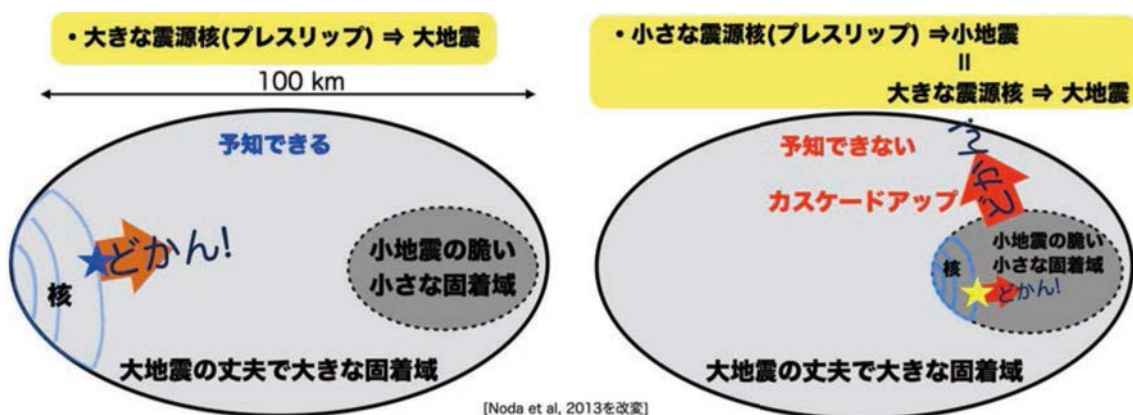 ・大きな震源核(プレスリップ) ⇒ 大地震
100 km
予知できる
どかん!
核
小地震の脆い
小さな固着域
大地震の丈夫で大きな固着域
・小さな震源核(プレスリップ) ⇒小地震
=
大きな震源核 ⇒ 大地震
予知できない
カスケードアップ
小地震の脆い
小さな固着域
核
どかん!
大地震の丈夫で大きな固着域
[Noda et al, 2013を改変]